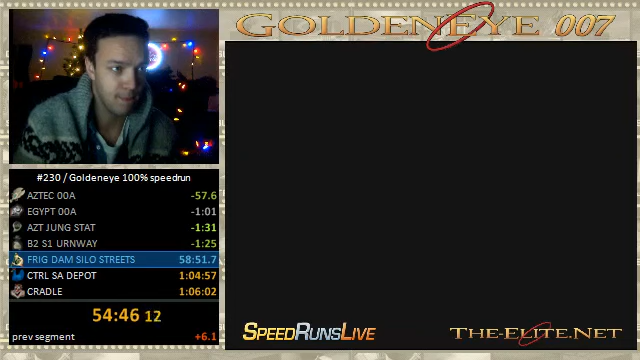 GOLDENEYE 007
#230 / Goldeneye 100% speedrun
AZTEC 00A -57.6
EGYPT 00A -1:01
AZT JUNG STAT -1:31
B2 S1 URNWAY -1:25
FRIG DAM SILO STREETS 58:51.7
CTRL SA DEPOT 1:04:57
CRADLE 1:06:02
54:46 12
prev segment +6.1
SPEEDRUNSLIVE
THE-ELITE.NET